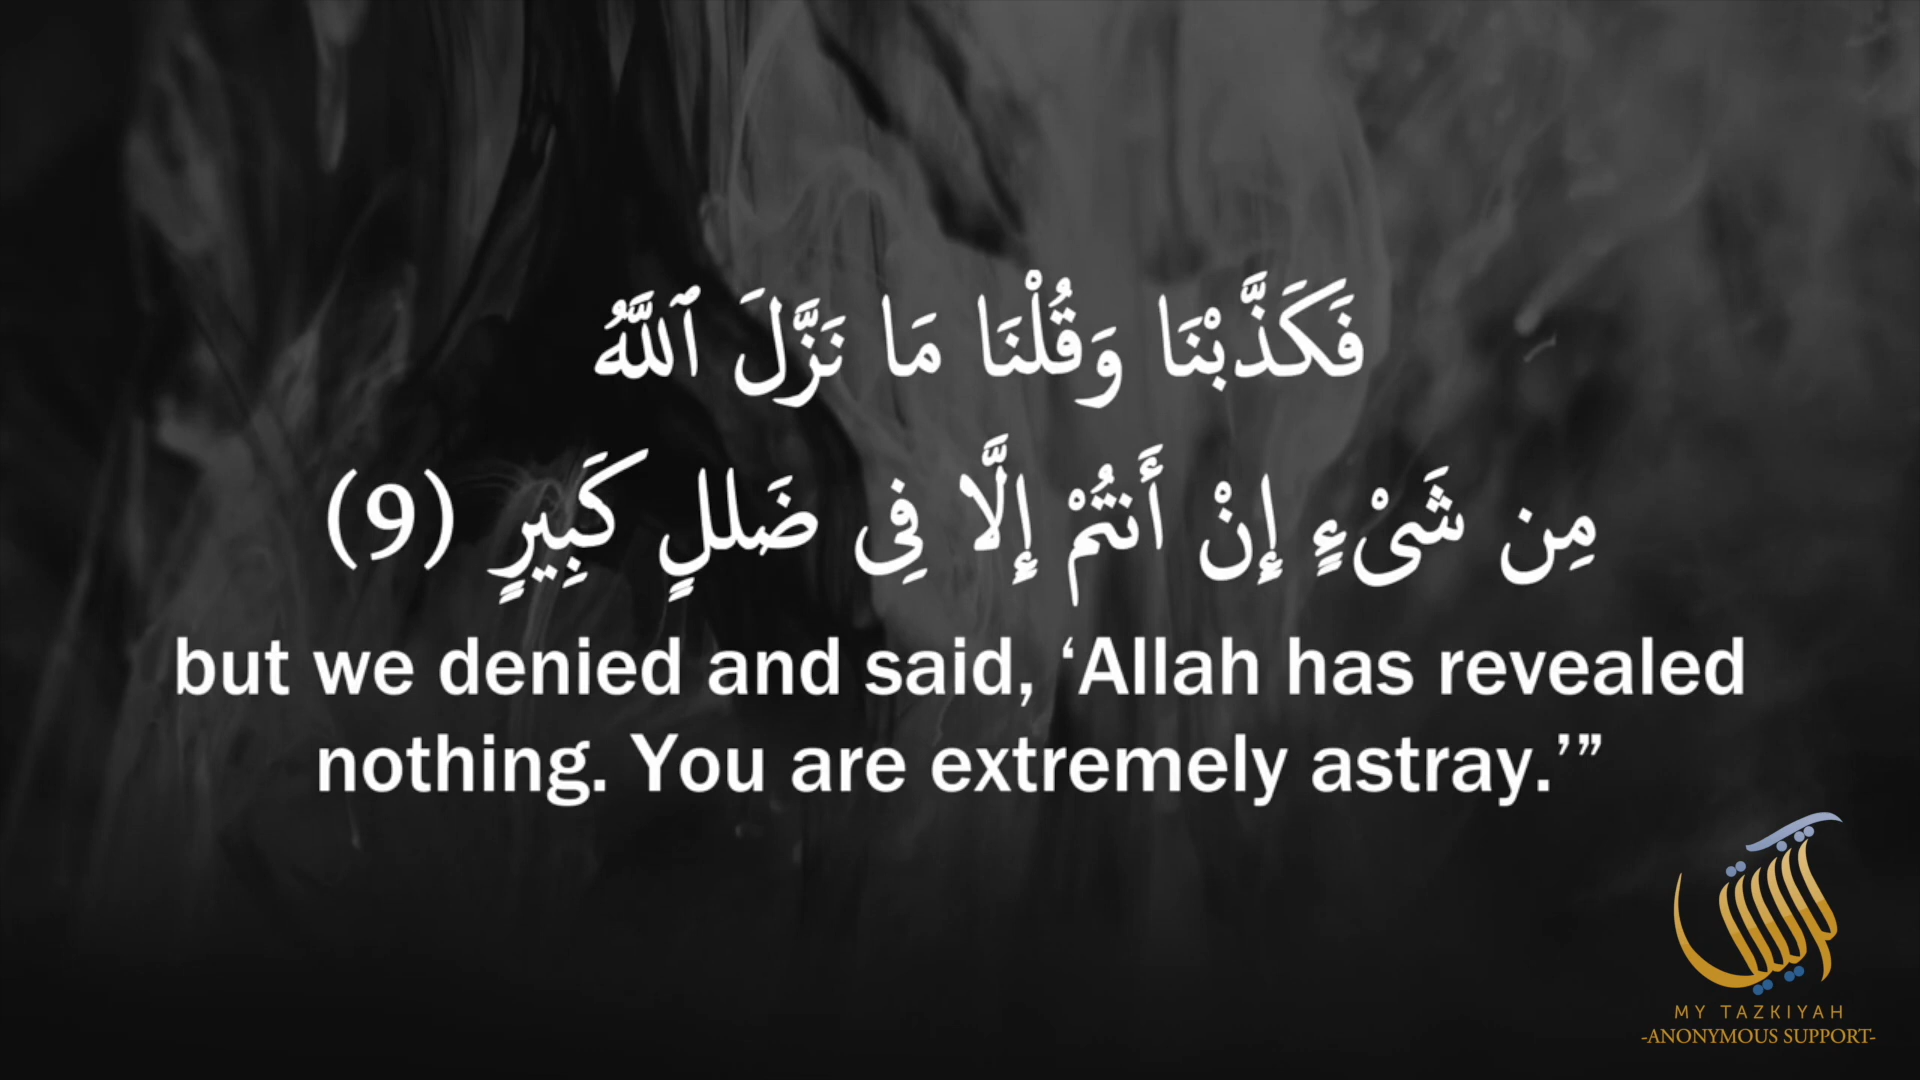 فَكَذَّبْنَا وَقُلْنَا مَا نَزَّلَ ٱللَّهُ
مِن شَىْءٍ إِنْ أَنتُمْ إِلَّا فِى ضَلَلٍ كَبِيرٍ (9)
but we denied and said, ‘Allah has revealed
nothing. You are extremely astray.’”
MY TAZKIYAH
-ANONYMOUS SUPPORT-